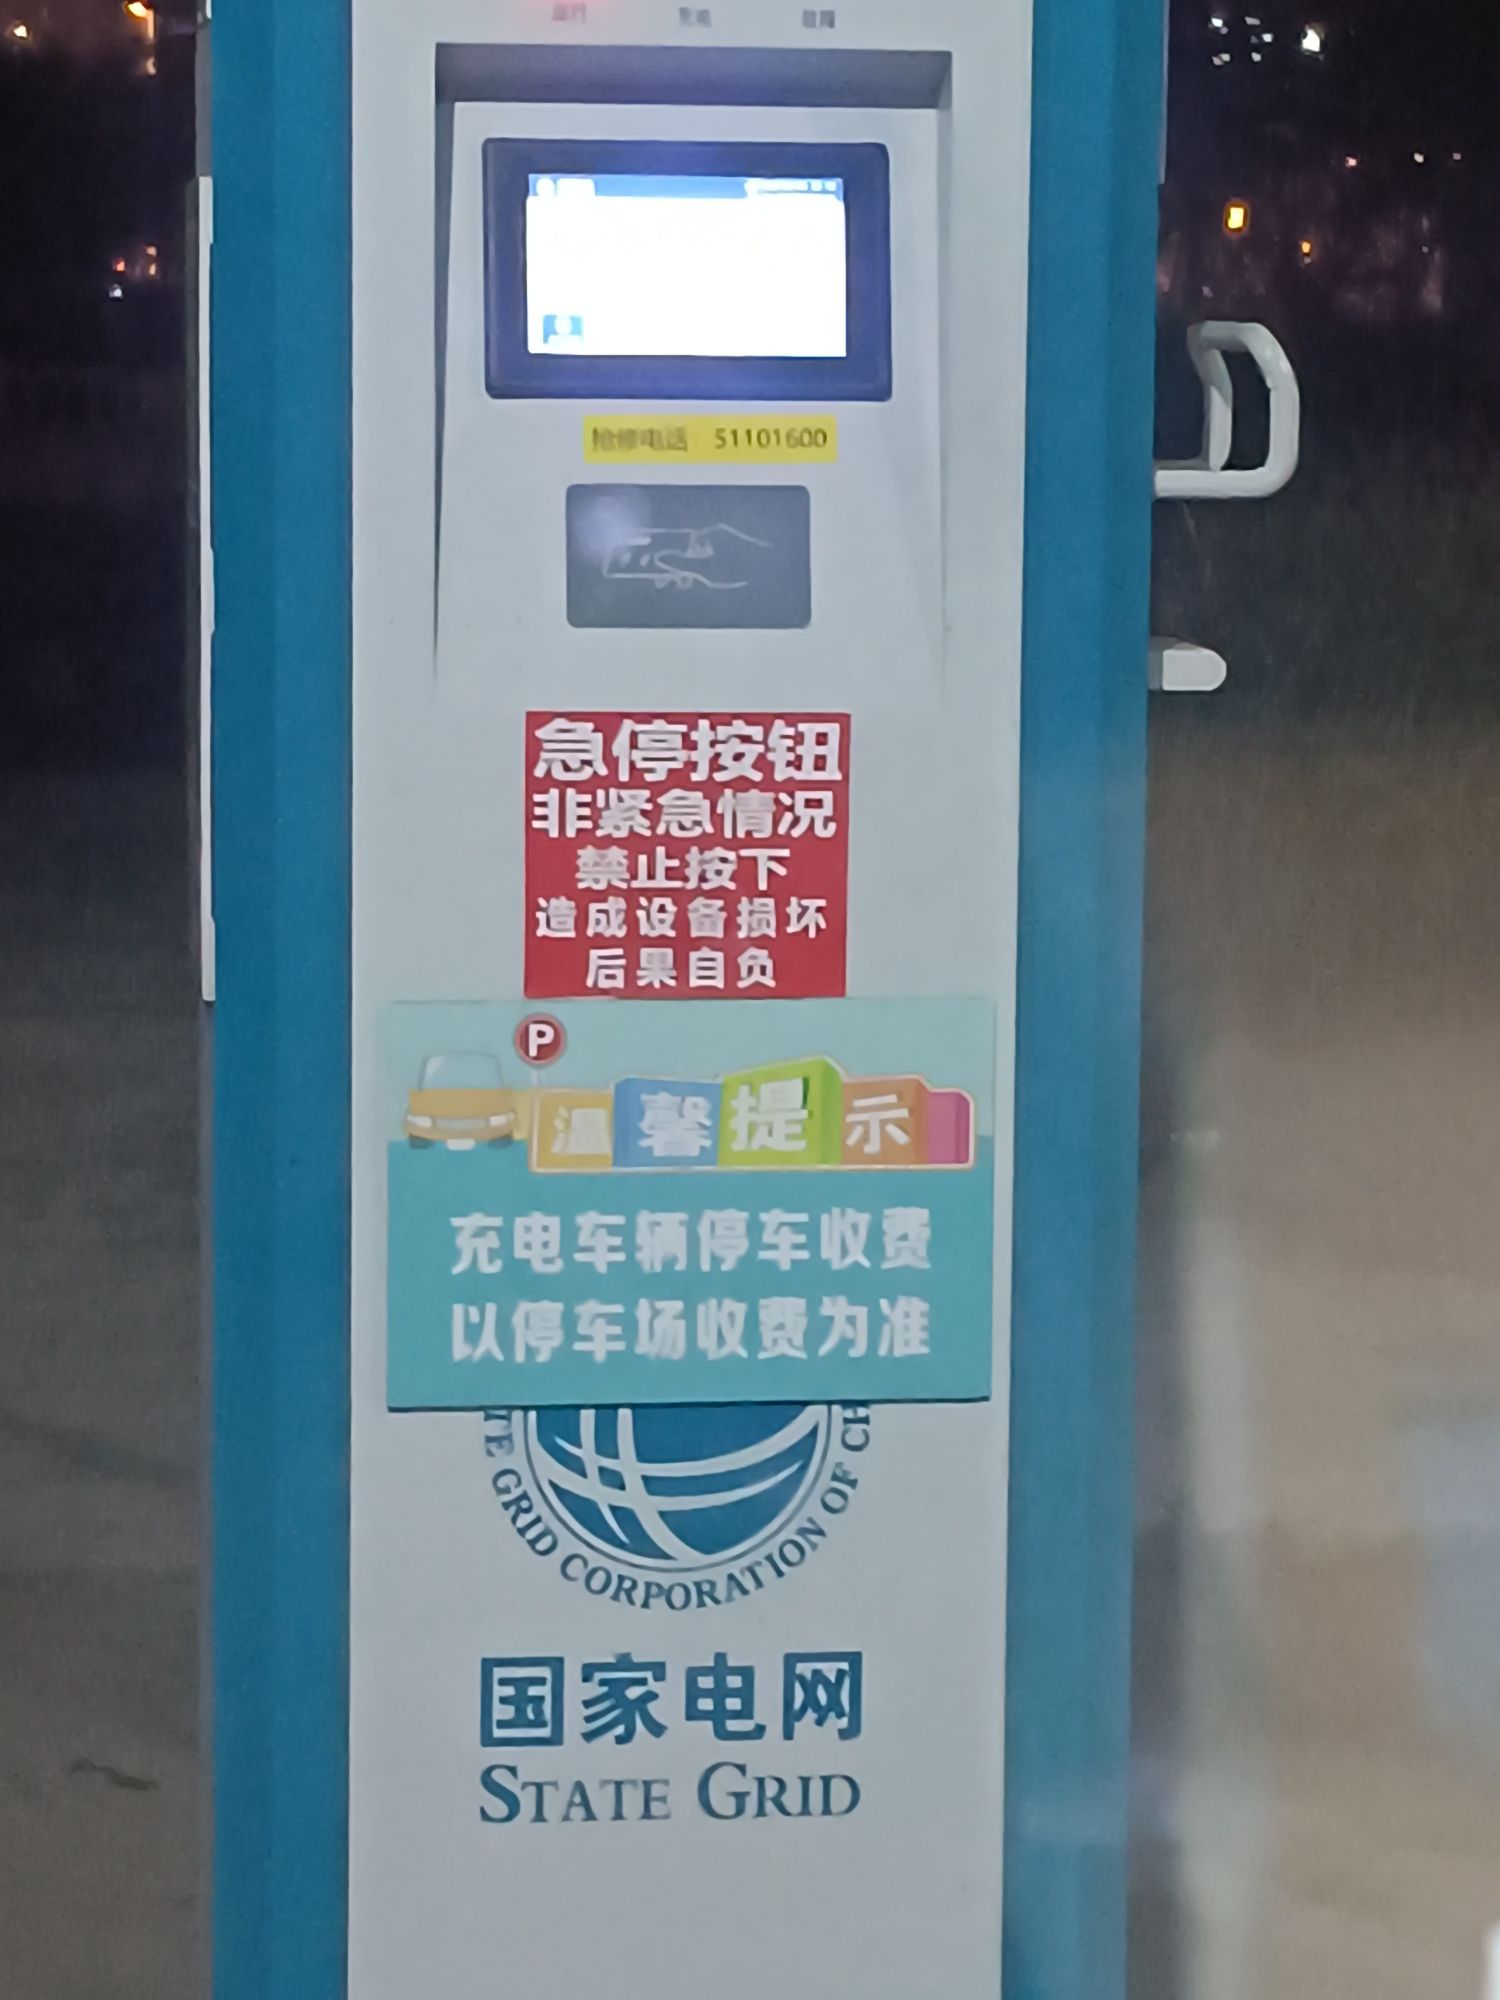 抢修电话 51101600
急停按钮
非紧急情况
禁止按下
造成设备损坏
后果自负
P
温馨提示
充电车辆停车收费
以停车场收费为准
GRID CORPORATION OF
国家电网
STATE GRID